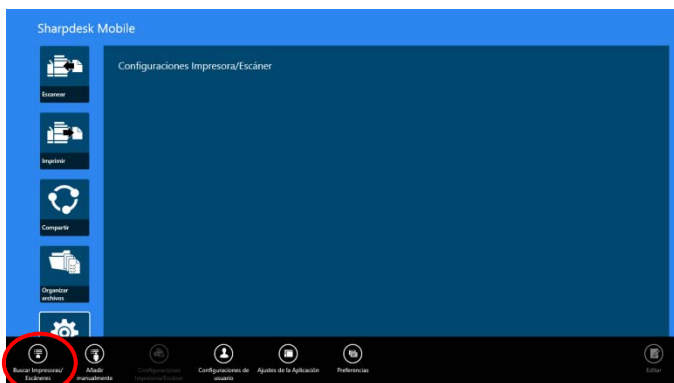 Sharpdesk Mobile
Configuraciones Impresora/Escáner
Escanear
Imprimir
Compartir
Organizar
archivos
Buscar Impresoras/
Escáneres
Añadir
manualmente
Configuraciones
Impresora/Escáner
Configuraciones de
usuario
Ajustes de la Aplicación
Preferencias
Editar